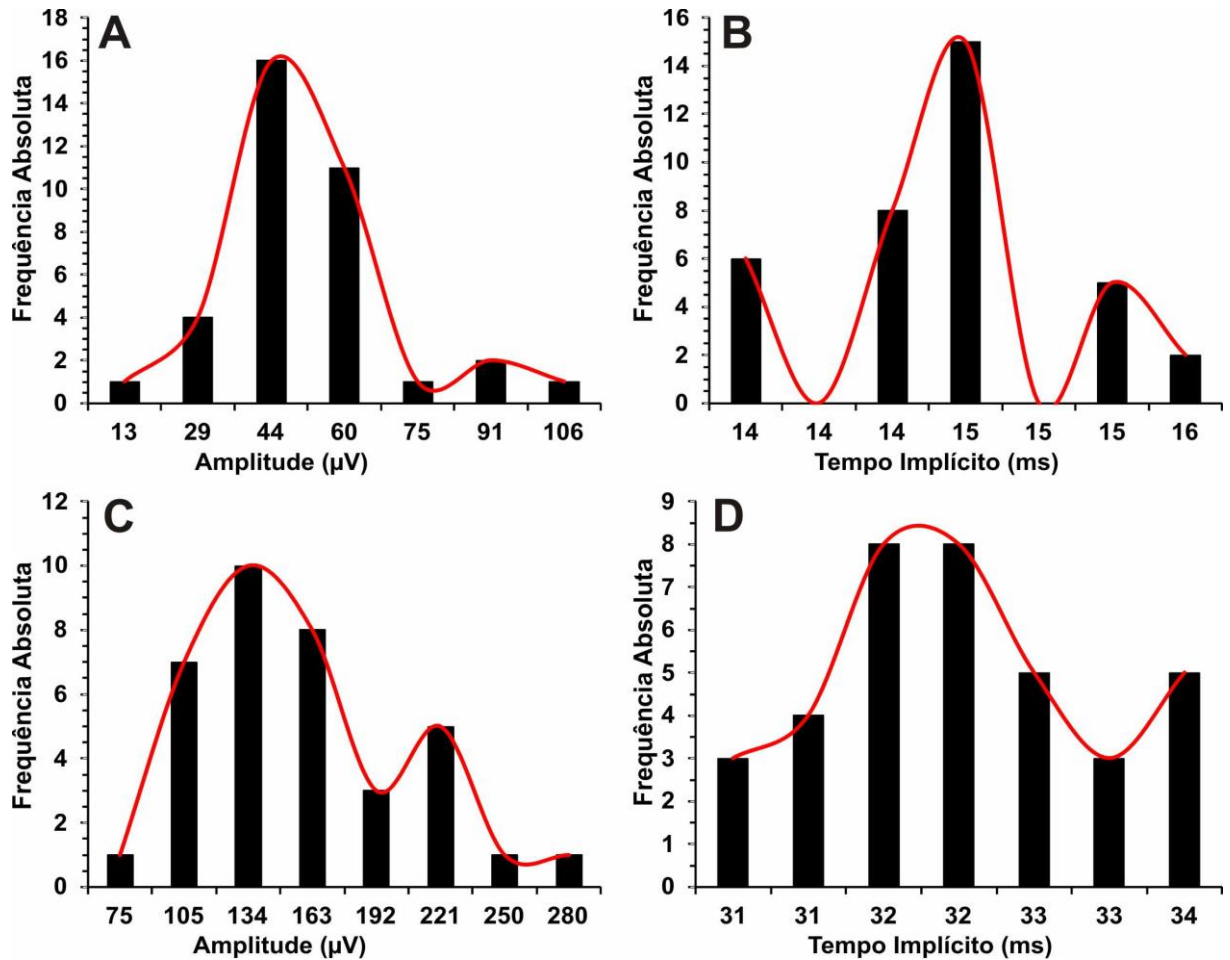 A
Frequência Absoluta
18
16
14
12
10
8
6
4
2
0
13 29 44 60 75 91 106
Amplitude (µV)
B
Frequência Absoluta
16
14
12
10
8
6
4
2
0
14 14 14 15 15 15 16
Tempo Implícito (ms)
C
Frequência Absoluta
12
10
8
6
4
2
0
75 105 134 163 192 221 250 280
Amplitude (µV)
D
Frequência Absoluta
9
8
7
6
5
4
3
2
1
0
31 31 32 32 33 33 34
Tempo Implícito (ms)